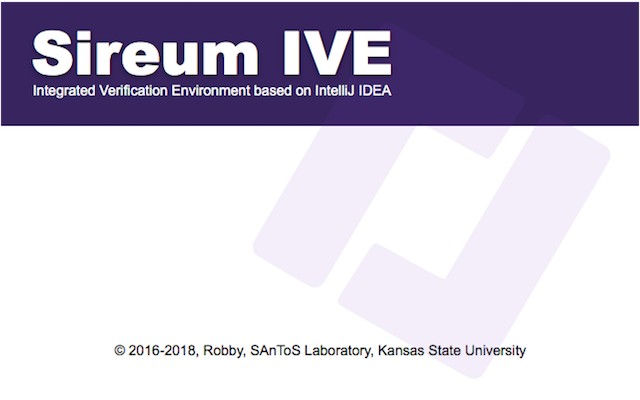 Sireum IVE
Integrated Verification Environment based on IntelliJ IDEA
© 2016-2018, Robby, SAnToS Laboratory, Kansas State University